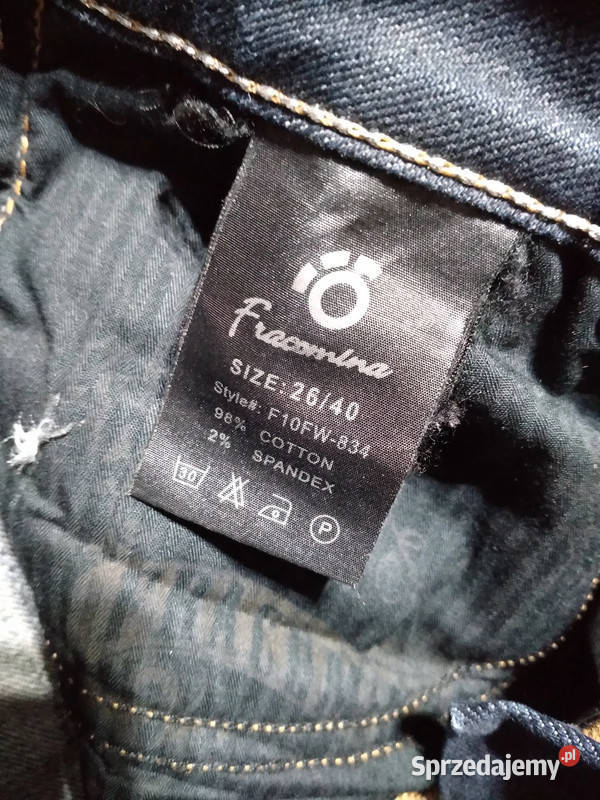 Fracomina
SIZE: 26/40
Style#: F10FW-834
98% COTTON
2% SPANDEX
30
P
Sprzedajemy.pl